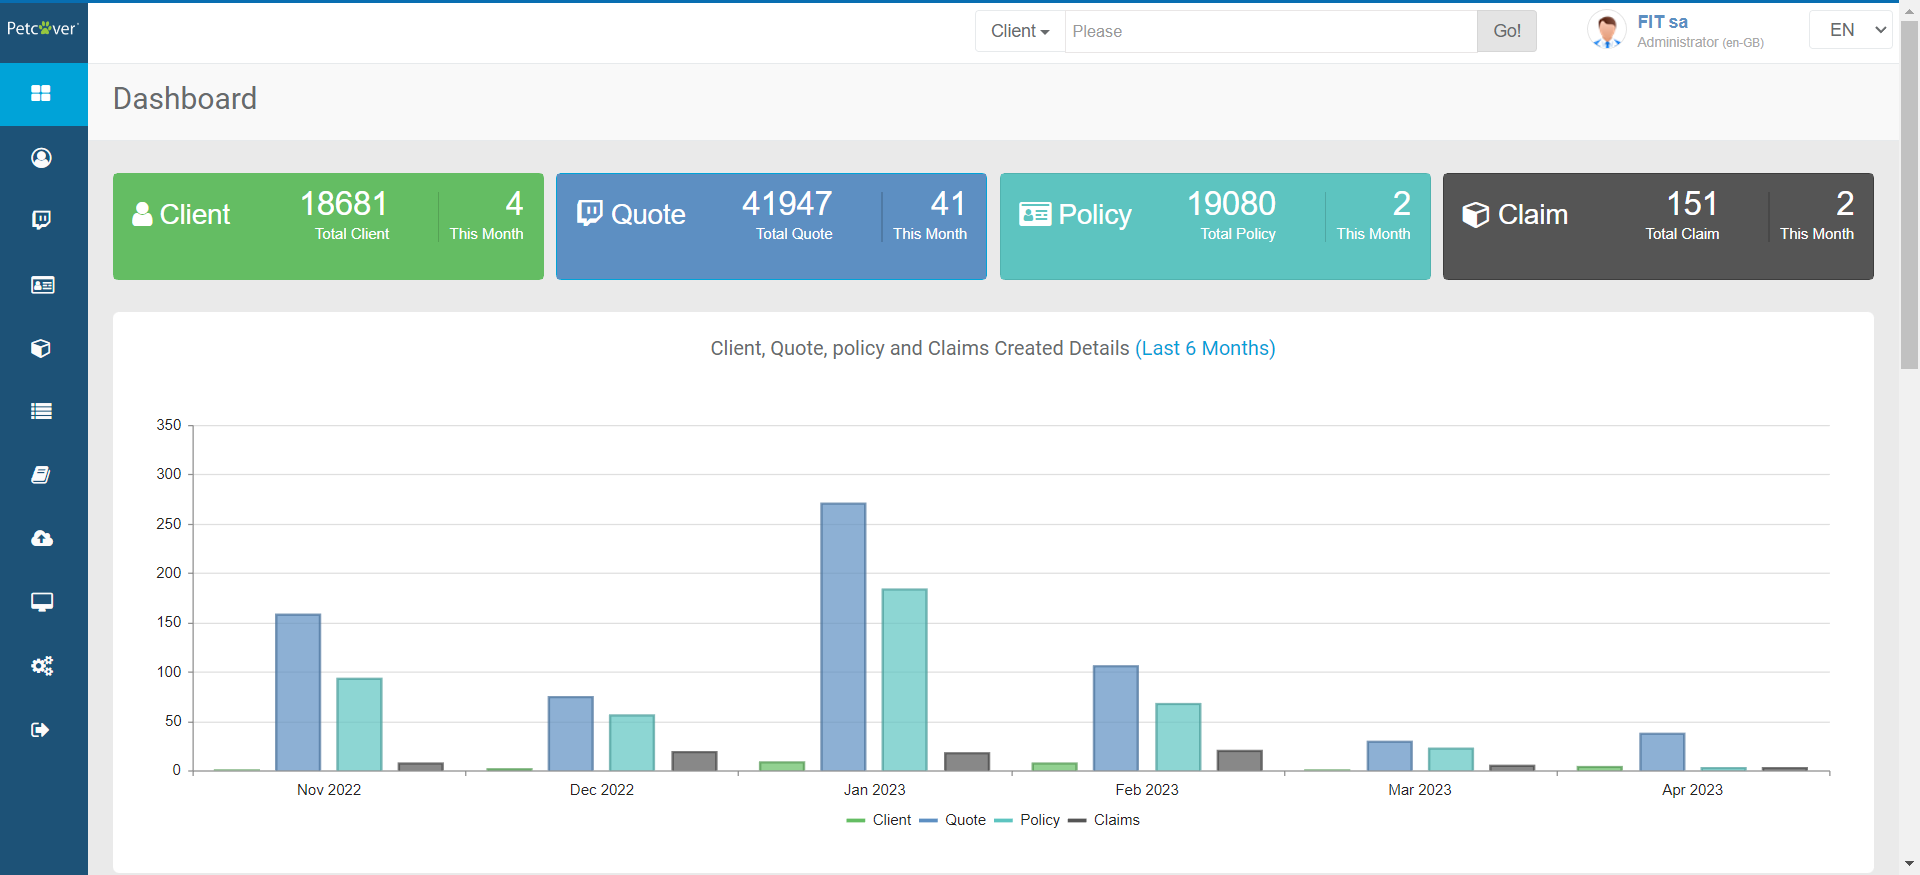 Petcover
Client
Please
Go!
FIT sa
Administrator (en-GB)
EN
Dashboard
Client
18681
Total Client
4
This Month
Quote
41947
Total Quote
41
This Month
Policy
19080
Total Policy
2
This Month
Claim
151
Total Claim
2
This Month
Client, Quote, policy and Claims Created Details (Last 6 Months)
350
300
250
200
150
100
50
0
Nov 2022 Dec 2022 Jan 2023 Feb 2023 Mar 2023 Apr 2023
Client Quote Policy Claims